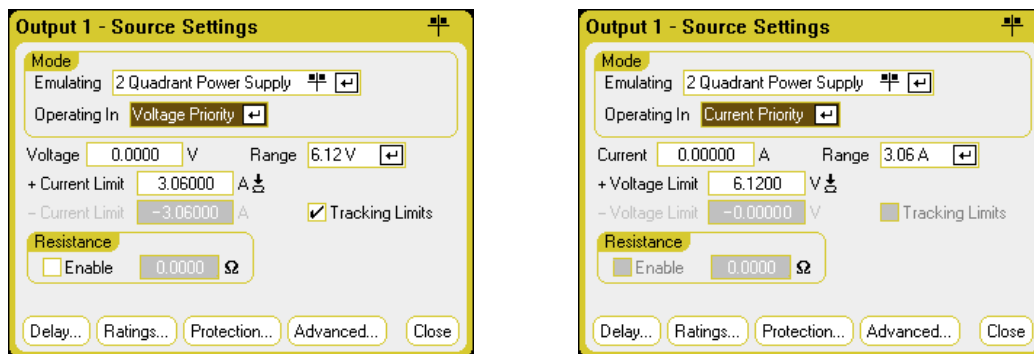 Output 1 - Source Settings
Mode
Emulating 2 Quadrant Power Supply
Operating In Voltage Priority
Voltage 0.0000 V Range 6.12 V
+ Current Limit 3.06000 A
- Current Limit -3.06000 A Tracking Limits
Resistance
Enable 0.0000 Ω
Delay... Ratings... Protection... Advanced... Close
Output 1 - Source Settings
Mode
Emulating 2 Quadrant Power Supply
Operating In Current Priority
Current 0.00000 A Range 3.06 A
+ Voltage Limit 6.1200 V
- Voltage Limit -0.00000 V Tracking Limits
Resistance
Enable 0.0000 Ω
Delay... Ratings... Protection... Advanced... Close